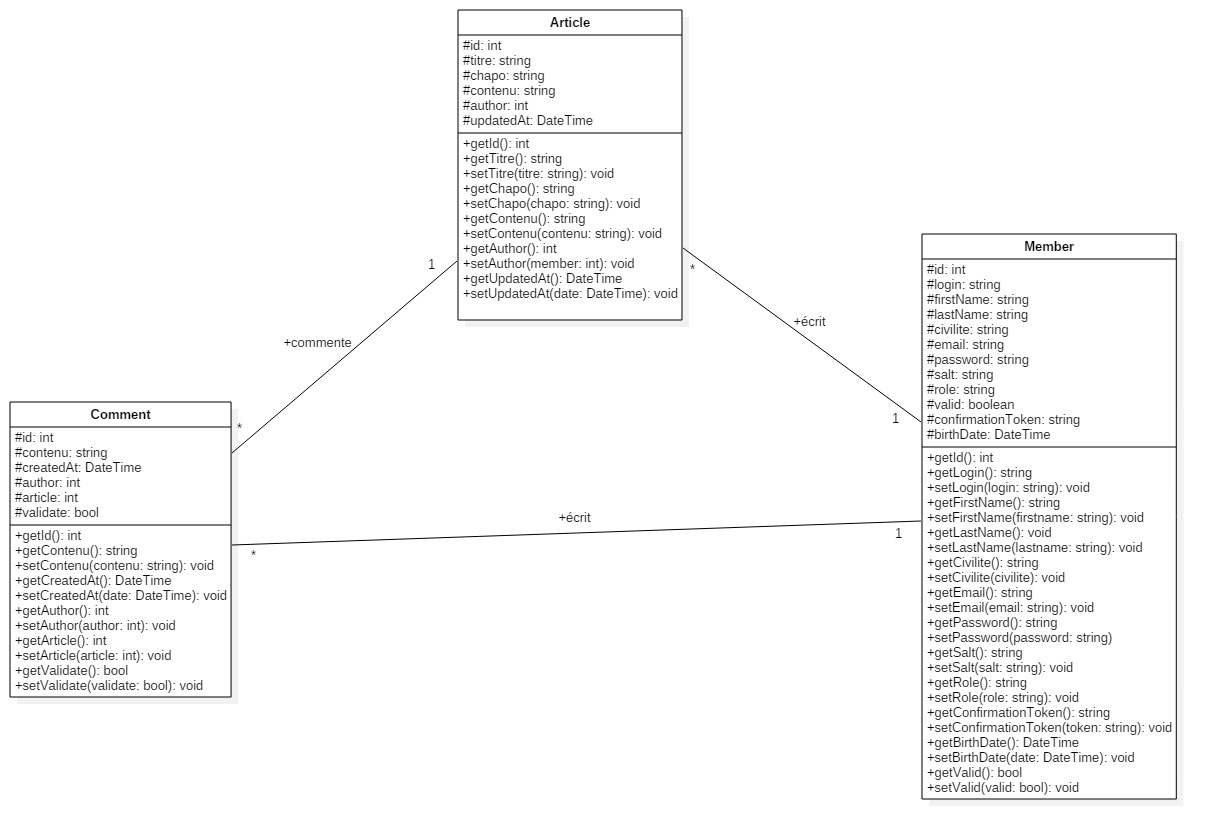 Article
#id: int
#titre: string
#chapo: string
#contenu: string
#author: int
#updatedAt: DateTime
+getId(): int
+getTitre(): string
+setTitre(titre: string): void
+getChapo(): string
+setChapo(chapo: string): void
+getContenu(): string
+setContenu(contenu: string): void
+getAuthor(): int
+setAuthor(member: int): void
+getUpdatedAt(): DateTime
+setUpdatedAt(date: DateTime): void
1
+commente
*
*
+écrit
1
Comment
#id: int
#contenu: string
#createdAt: DateTime
#author: int
#article: int
#validate: bool
+getId(): int
+getContenu(): string
+setContenu(contenu: string): void
+getCreatedAt(): DateTime
+setCreatedAt(date: DateTime): void
+getAuthor(): int
+setAuthor(author: int): void
+getArticle(): int
+setArticle(article: int): void
+getValidate(): bool
+setValidate(validate: bool): void
*
+écrit
1
Member
#id: int
#login: string
#firstName: string
#lastName: string
#civilite: string
#email: string
#password: string
#salt: string
#role: string
#valid: boolean
#confirmationToken: string
#birthDate: DateTime
+getId(): int
+getLogin(): string
+setLogin(login: string): void
+getFirstName(): string
+setFirstName(firstname: string): void
+getLastName(): void
+setLastName(lastname: string): void
+getCivilite(): string
+setCivilite(civilite): void
+getEmail(): string
+setEmail(email: string): void
+getPassword(): string
+setPassword(password: string)
+getSalt(): string
+setSalt(salt: string): void
+getRole(): string
+setRole(role: string): void
+getConfirmationToken(): string
+setConfirmationToken(token: string): void
+getBirthDate(): DateTime
+setBirthDate(date: DateTime): void
+getValid(): bool
+setValid(valid: bool): void